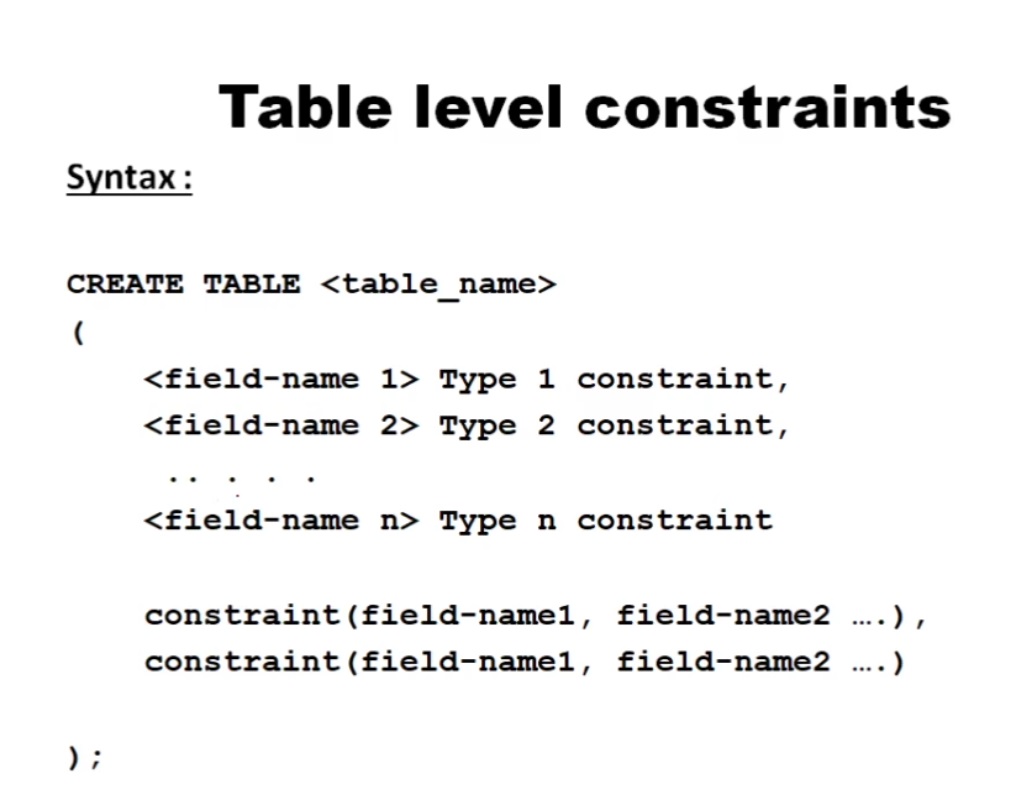 Table level constraints
Syntax:
CREATE TABLE <table_name>
(
<field-name 1> Type 1 constraint,
<field-name 2> Type 2 constraint,
.. . . .
<field-name n> Type n constraint
constraint(field-name1, field-name2 ….),
constraint(field-name1, field-name2 ….)
);